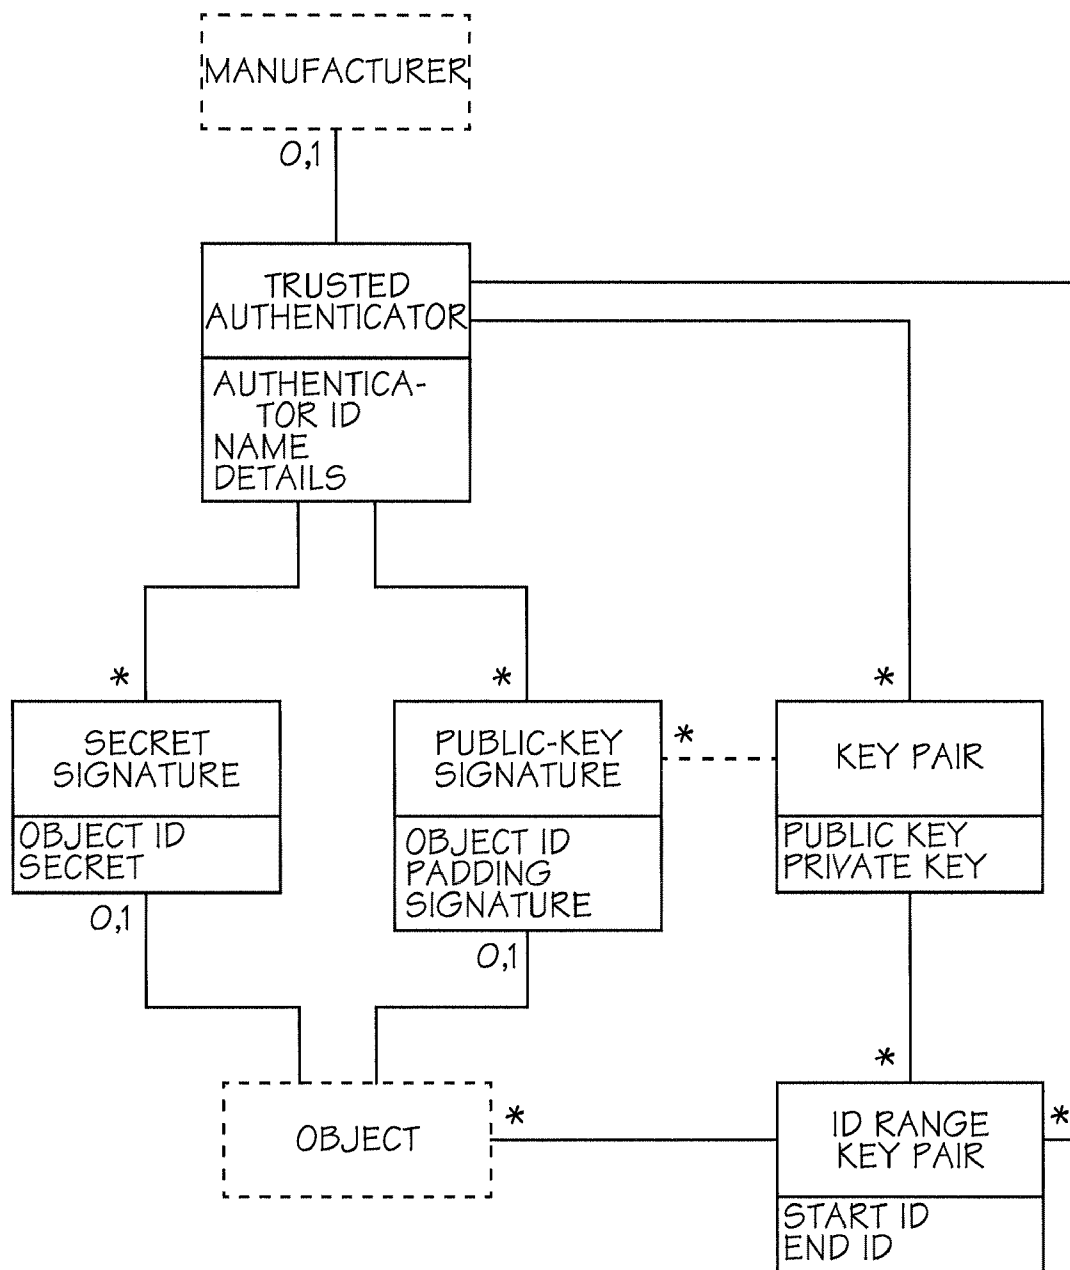 MANUFACTURER
0,1
TRUSTED
AUTHENTICATOR
AUTHENTICA-
TOR ID
NAME
DETAILS
*
*
*
SECRET
SIGNATURE
OBJECT ID
SECRET
0,1
PUBLIC-KEY
SIGNATURE
OBJECT ID
PADDING
SIGNATURE
0,1
*
KEY PAIR
PUBLIC KEY
PRIVATE KEY
*
OBJECT
*
ID RANGE
KEY PAIR
*
START ID
END ID